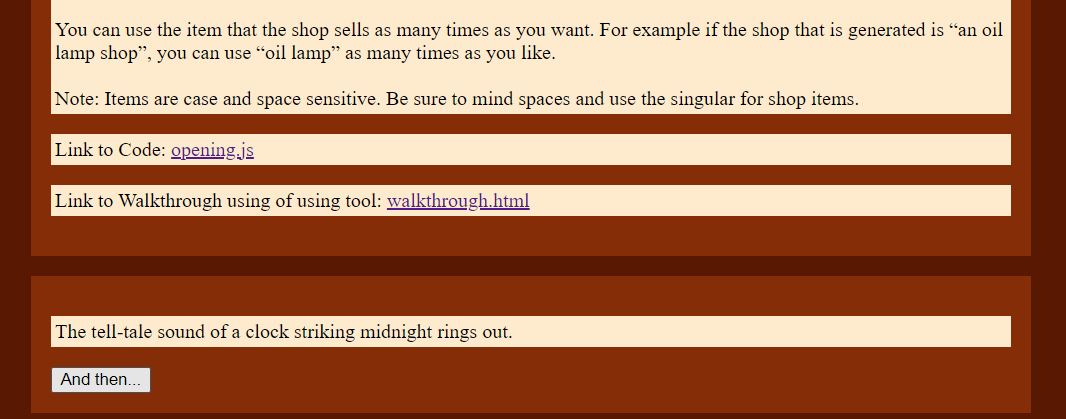 You can use the item that the shop sells as many times as you want. For example if the shop that is generated is “an oil
lamp shop”, you can use “oil lamp” as many times as you like.
Note: Items are case and space sensitive. Be sure to mind spaces and use the singular for shop items.
Link to Code: opening.js
Link to Walkthrough using of using tool: walkthrough.html
The tell-tale sound of a clock striking midnight rings out.
And then...